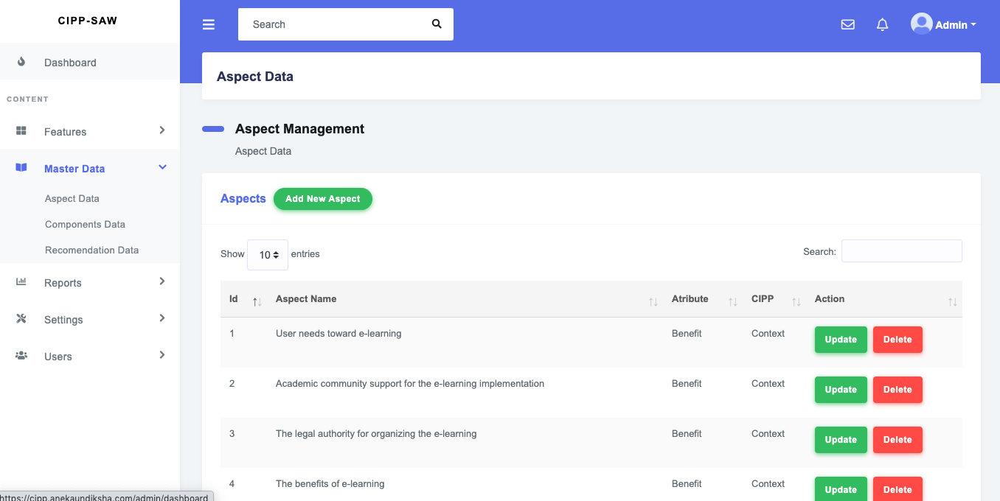 CIPP-SAW
Search
Admin
Dashboard
Aspect Data
CONTENT
Features
Aspect Management
Aspect Data
Master Data
Aspect Data
Components Data
Recomendation Data
Reports
Settings
Users
Aspects Add New Aspect
Show 10 entries Search:
Id Aspect Name Atribute CIPP Action
1 User needs toward e-learning Benefit Context Update Delete
2 Academic community support for the e-learning implementation Benefit Context Update Delete
3 The legal authority for organizing the e-learning Benefit Context Update Delete
4 The benefits of e-learning Benefit Context Update Delete
https://cipp.anekaundiksha.com/admin/dashboard